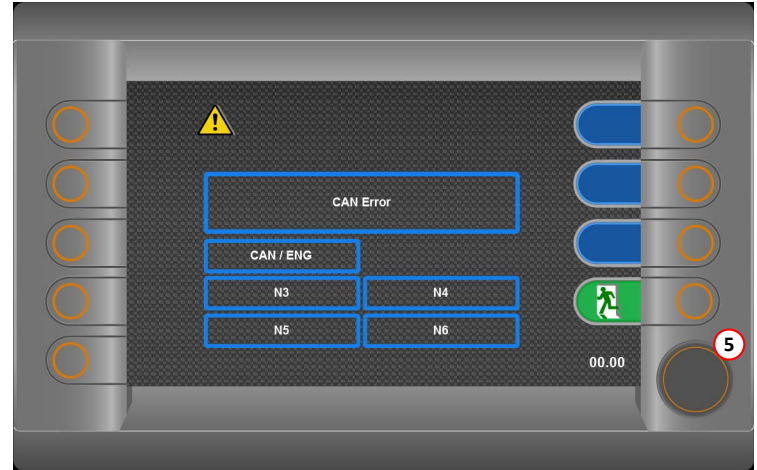 CAN Error
CAN / ENG
N3 N4
N5 N6
00.00
5